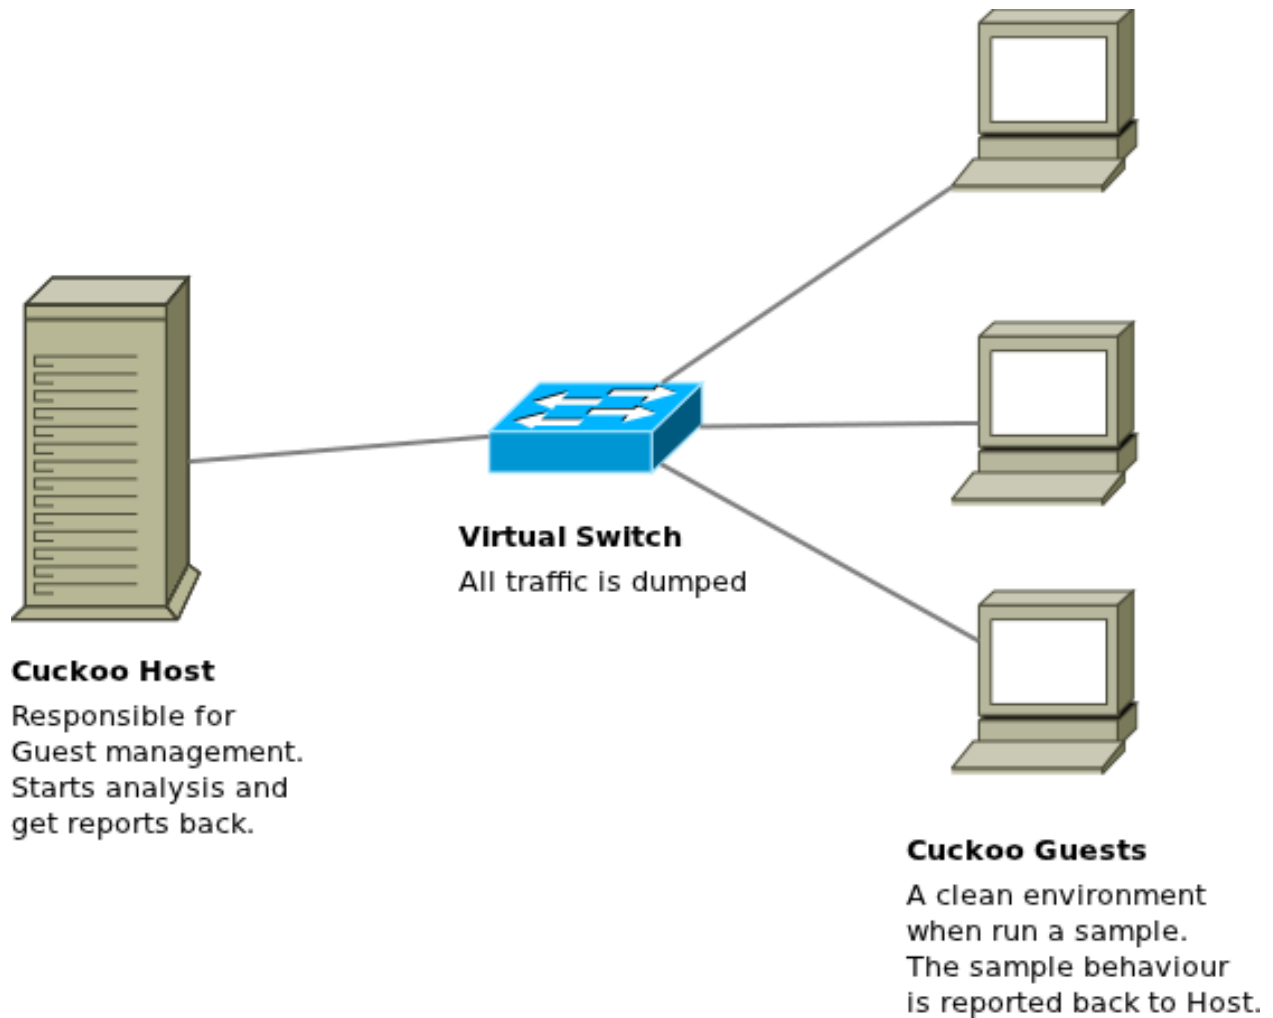 Virtual Switch
All traffic is dumped
Cuckoo Host
Responsible for
Guest management.
Starts analysis and
get reports back.
Cuckoo Guests
A clean environment
when run a sample.
The sample behaviour
is reported back to Host.